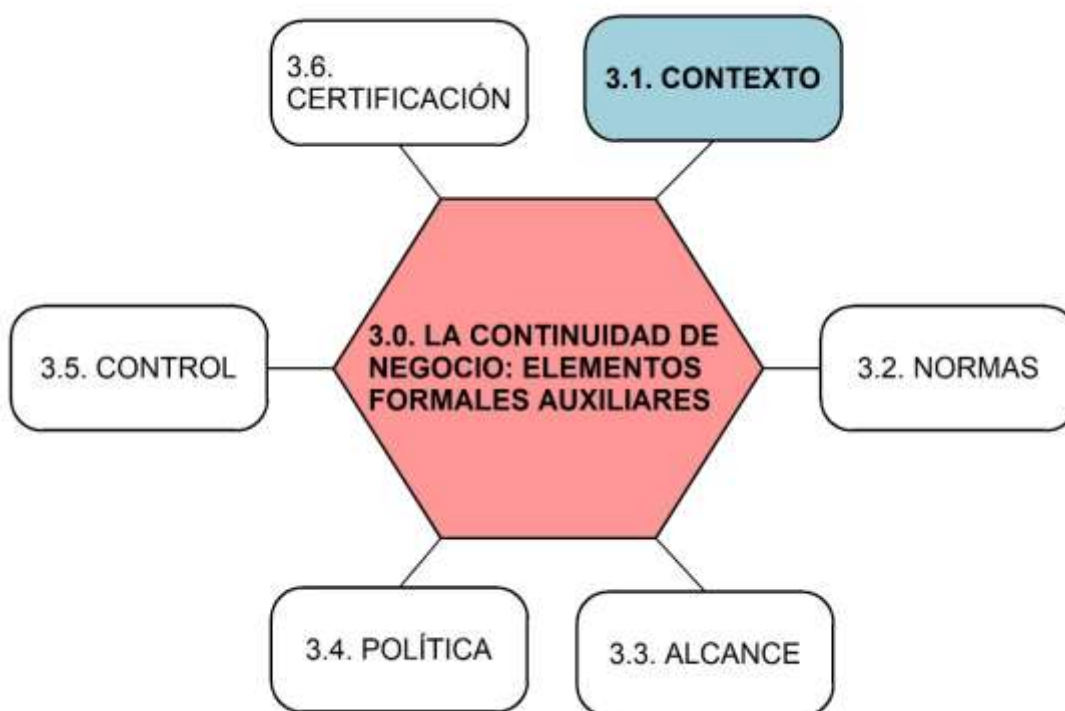 3.6.
CERTIFICACIÓN
3.1. CONTEXTO
3.0. LA CONTINUIDAD DE
NEGOCIO: ELEMENTOS
FORMALES AUXILIARES
3.5. CONTROL
3.2. NORMAS
3.4. POLÍTICA
3.3. ALCANCE